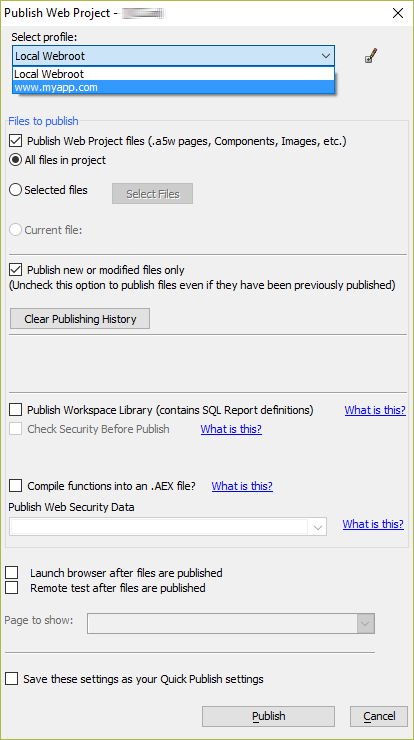 Publish Web Project -
Select profile:
Local Webroot
Local Webroot
www.myapp.com
Files to publish
Publish Web Project files (.a5w pages, Components, Images, etc.)
All files in project
Selected files
Select Files
Current file:
Publish new or modified files only
(Uncheck this option to publish files even if they have been previously published)
Clear Publishing History
Publish Workspace Library (contains SQL Report definitions) What is this?
Check Security Before Publish What is this?
Compile functions into an .AEX file? What is this?
Publish Web Security Data
What is this?
Launch browser after files are published
Remote test after files are published
Page to show:
Save these settings as your Quick Publish settings
Publish Cancel